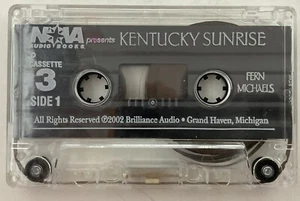 NOVA presents KENTUCKY SUNRISE
AUDIO BOOKS
CASSETTE
3
SIDE 1
FERN
MICHAELS
All Rights Reserved ©2002 Brilliance Audio • Grand Haven, Michigan